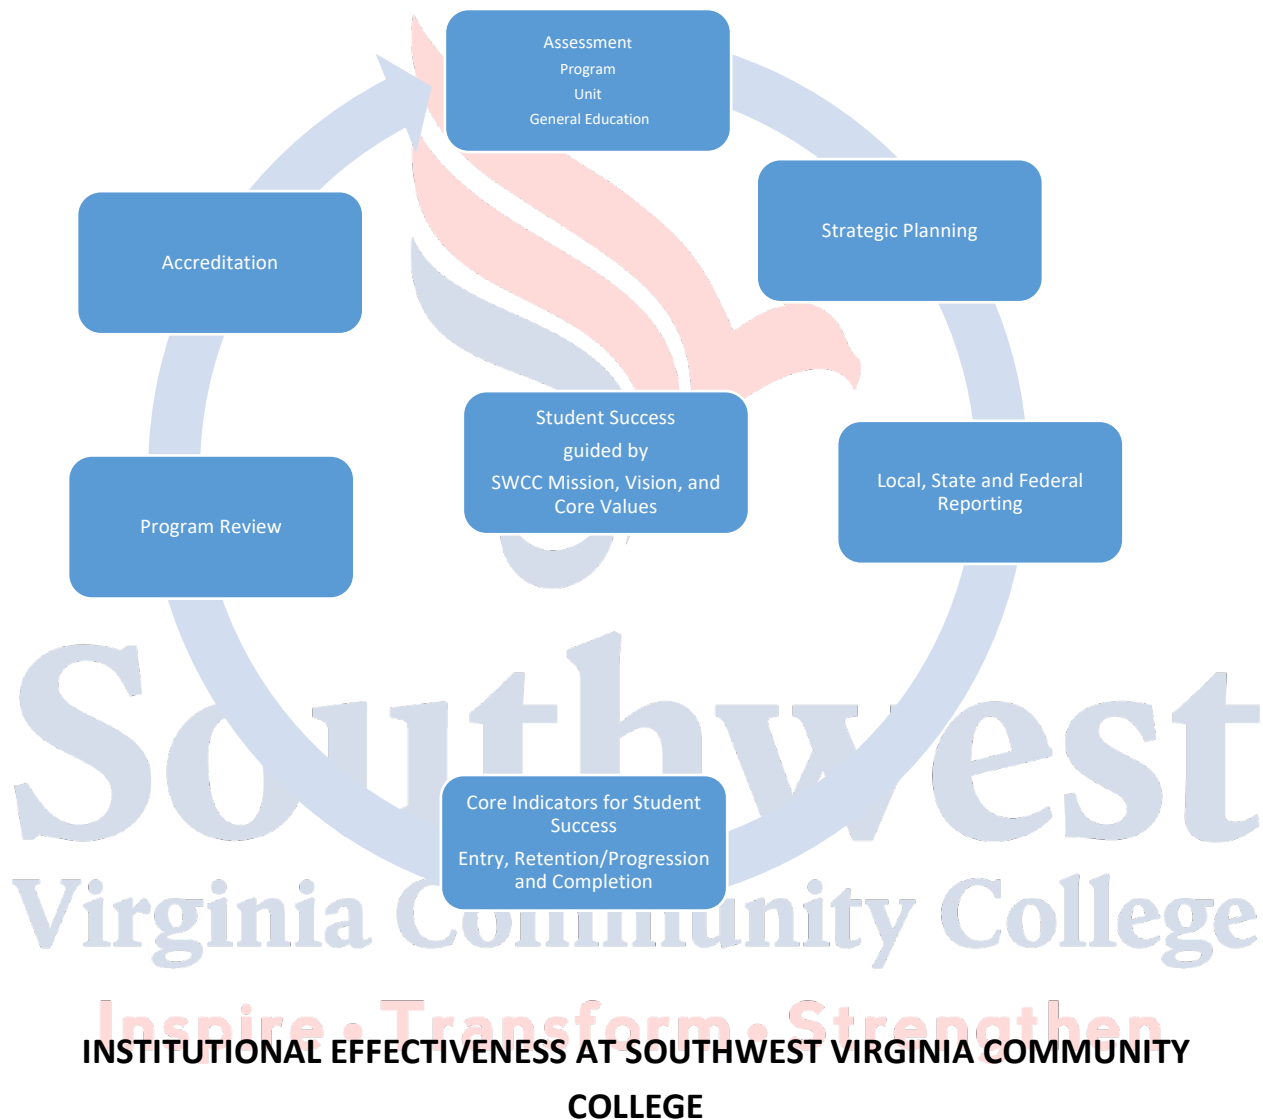 Assessment
Program
Unit
General Education
Strategic Planning
Accreditation
Student Success
guided by
SWCC Mission, Vision, and
Core Values
Local, State and Federal
Reporting
Program Review
Core Indicators for Student
Success
Entry, Retention/Progression
and Completion
Southwest
Virginia Community College
Inspire • Transform • Strengthen
INSTITUTIONAL EFFECTIVENESS AT SOUTHWEST VIRGINIA COMMUNITY
COLLEGE